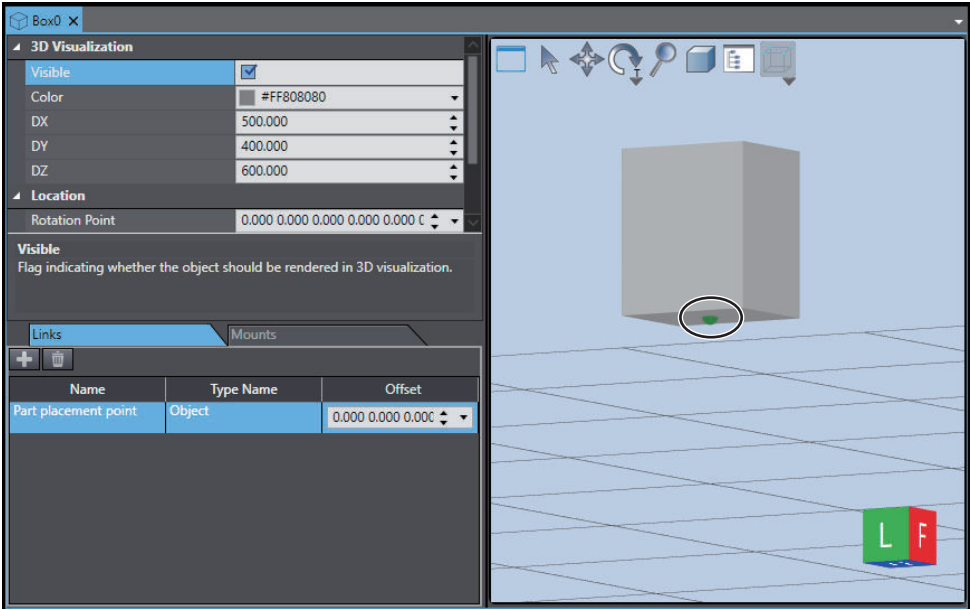 Box0
3D Visualization
Visible
Color #FF808080
DX 500.000
DY 400.000
DZ 600.000
Location
Rotation Point 0.000 0.000 0.000 0.000 0.000
Visible
Flag indicating whether the object should be rendered in 3D visualization.
Links Mounts
Name Type Name Offset
Part placement point Object 0.000 0.000 0.000
L F